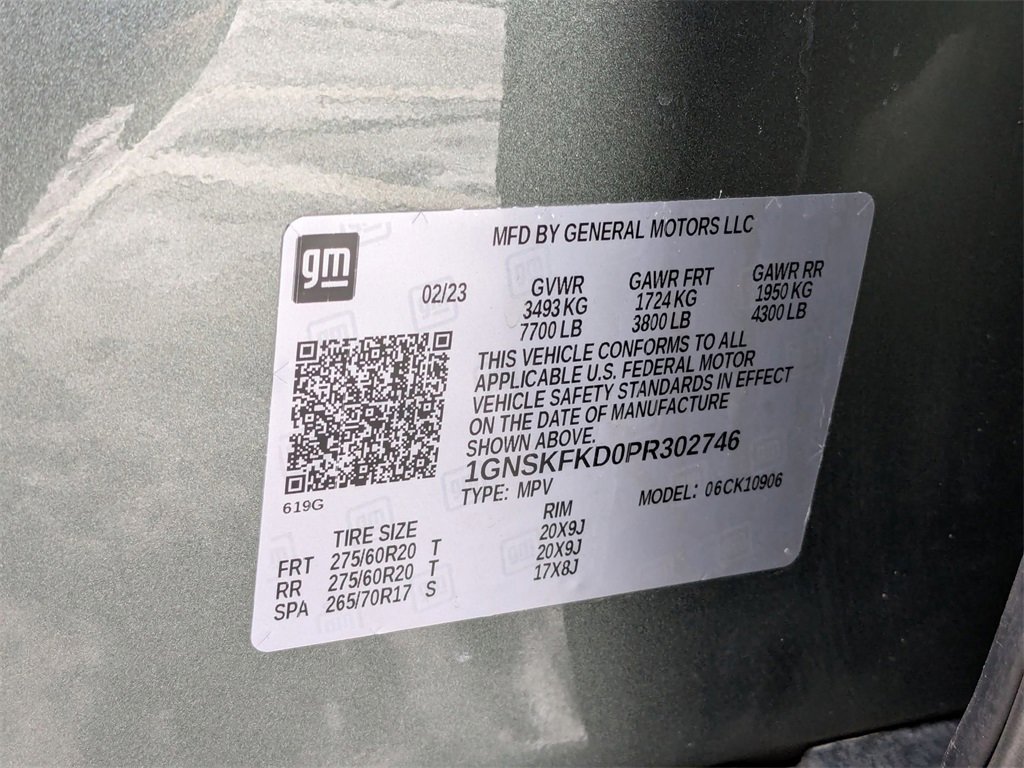 gm
MFD BY GENERAL MOTORS LLC
02/23
GVWR GAWR FRT GAWR RR
3493 KG 1724 KG 1950 KG
7700 LB 3800 LB 4300 LB
THIS VEHICLE CONFORMS TO ALL
APPLICABLE U.S. FEDERAL MOTOR
VEHICLE SAFETY STANDARDS IN EFFECT
ON THE DATE OF MANUFACTURE
SHOWN ABOVE.
1GNSKFKD0PR302746
619G
TYPE: MPV MODEL: 06CK10906
TIRE SIZE RIM
FRT 275/60R20 T 20X9J
RR 275/60R20 T 20X9J
SPA 265/70R17 S 17X8J